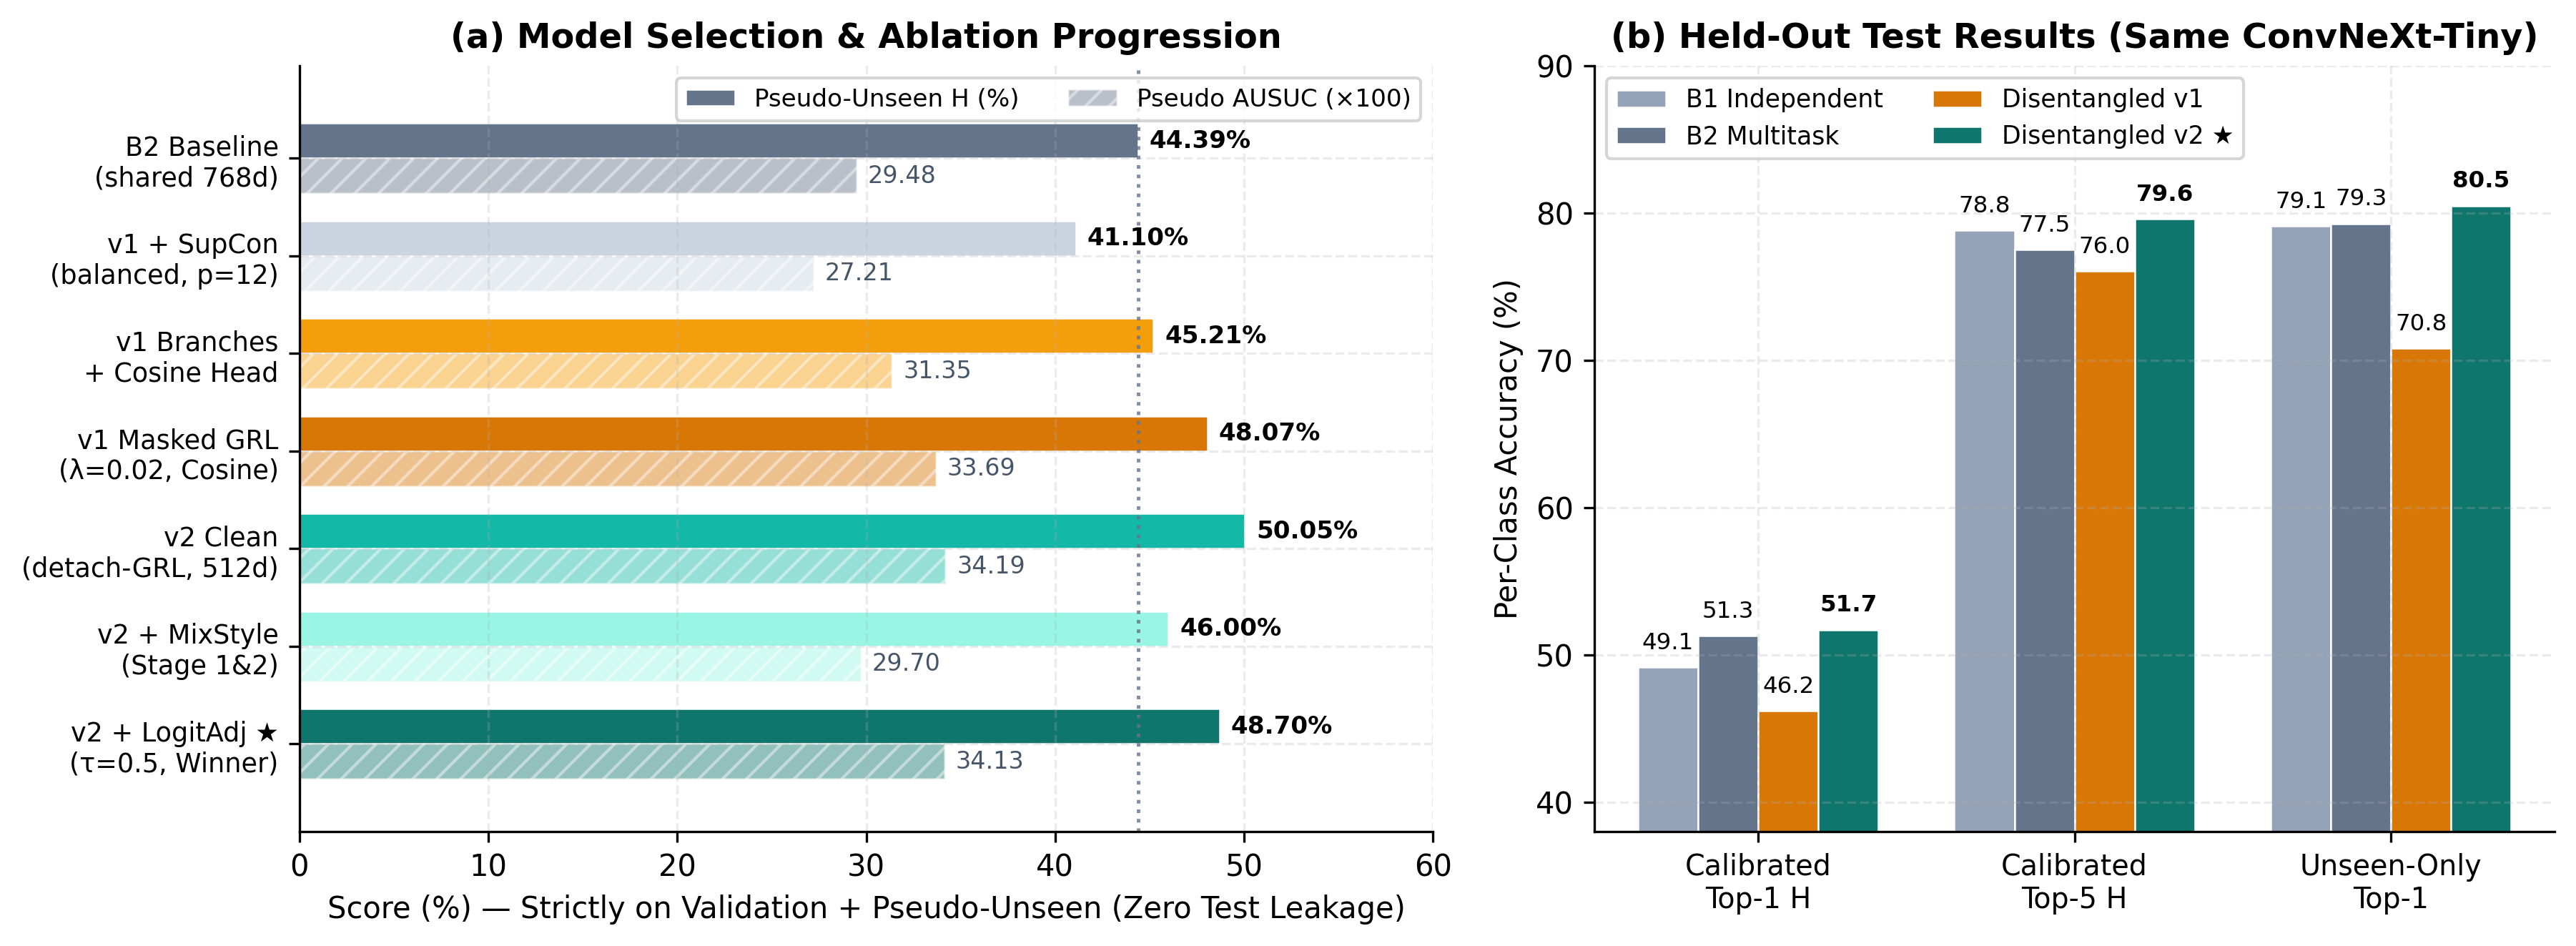 (a) Model Selection & Ablation Progression
Pseudo-Unseen H (%)
Pseudo AUSUC (×100)
B2 Baseline
(shared 768d)
44.39%
29.48
v1 + SupCon
(balanced, p=12)
41.10%
27.21
v1 Branches
+ Cosine Head
45.21%
31.35
v1 Masked GRL
(λ=0.02, Cosine)
48.07%
33.69
v2 Clean
(detach-GRL, 512d)
50.05%
34.19
v2 + MixStyle
(Stage 1&2)
46.00%
29.70
v2 + LogitAdj ★
(τ=0.5, Winner)
48.70%
34.13
0 10 20 30 40 50 60
Score (%) — Strictly on Validation + Pseudo-Unseen (Zero Test Leakage)
(b) Held-Out Test Results (Same ConvNeXt-Tiny)
B1 Independent
B2 Multitask
Disentangled v1
Disentangled v2 ★
Per-Class Accuracy (%)
90
80
70
60
50
40
49.1 51.3 46.2 51.7
78.8 77.5 76.0 79.6
79.1 79.3 70.8 80.5
Calibrated
Top-1 H
Calibrated
Top-5 H
Unseen-Only
Top-1